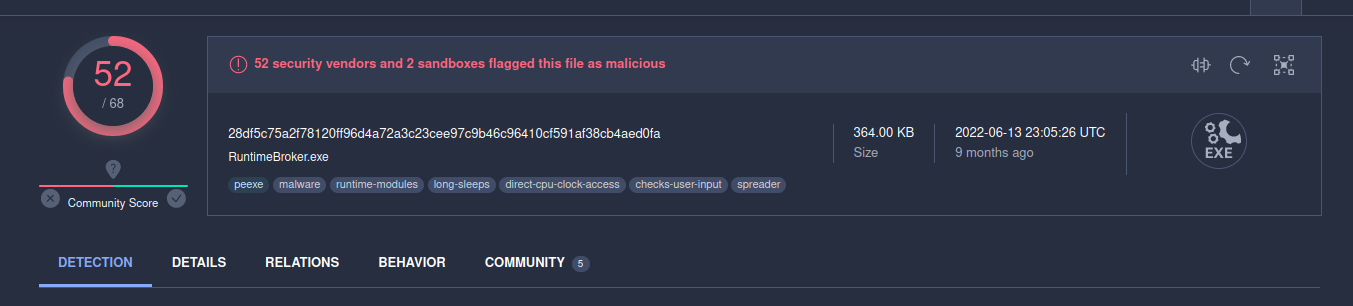 52
/ 68
?
Community Score
52 security vendors and 2 sandboxes flagged this file as malicious
28df5c75a2f78120ff96d4a72a3c23cee97c9b46c96410cf591af38cb4aed0fa
RuntimeBroker.exe
peexe malware runtime-modules long-sleeps direct-cpu-clock-access checks-user-input spreader
364.00 KB
Size
2022-06-13 23:05:26 UTC
9 months ago
EXE
DETECTION DETAILS RELATIONS BEHAVIOR COMMUNITY 5